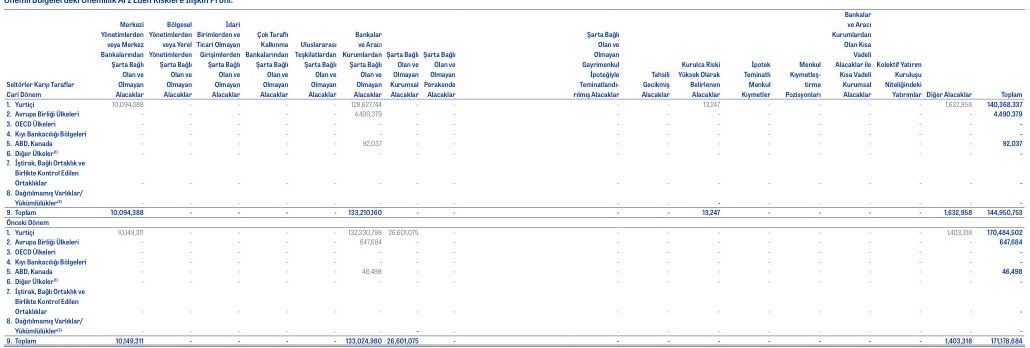 Önemli Bölgelerdeki Önemlilik Arz Eden Risklere İlişkin Profil:
Sektörler/Karşı Taraflar
Cari Dönem
Merkezi Yönetimlerden veya Merkez Bankalarından Şarta Bağlı Olan ve Olmayan Alacaklar
Bölgesel Yönetimlerden veya Yerel Yönetimlerden Şarta Bağlı Olan ve Olmayan Alacaklar
İdari Birimlerden ve Ticari Olmayan Girişimlerden Şarta Bağlı Olan ve Olmayan Alacaklar
Çok Taraflı Kalkınma Bankalarından Şarta Bağlı Olan ve Olmayan Alacaklar
Uluslararası Teşkilatlardan Şarta Bağlı Olan ve Olmayan Alacaklar
Bankalar ve Aracı Kurumlardan Şarta Bağlı Olan ve Olmayan Alacaklar
Şarta Bağlı Olan ve Olmayan Kurumsal Alacaklar
Şarta Bağlı Olan ve Olmayan Perakende Alacaklar
Şarta Bağlı Olan ve Olmayan Gayrimenkul İpoteğiyle Teminatlandı-rılmış Alacaklar
Tahsili Gecikmiş Alacaklar
Kurulca Riski Yüksek Olarak Belirlenen Alacaklar
İpotek Teminatlı Menkul Kıymetler
Menkul Kıymetleş-tirme Pozisyonları
Bankalar ve Aracı Kurumlardan Olan Kısa Vadeli Alacaklar ile Kısa Vadeli Kurumsal Alacaklar
Kolektif Yatırım Kuruluşu Niteliğindeki Yatırımlar
Diğer Alacaklar
Toplam
1. Yurtiçi 10,094,388 - - - - 128,627,744 - - - - 13,247 - - - - 1,632,958 140,368,337
2. Avrupa Birliği Ülkeleri - - - - - 4,490,379 - - - - - - - - - - 4,490,379
3. OECD Ülkeleri - - - - - - - - - - - - - - - - -
4. Kıyı Bankacılığı Bölgeleri - - - - - - - - - - - - - - - - -
5. ABD, Kanada - - - - - 92,037 - - - - - - - - - - 92,037
6. Diğer Ülkeler(1) - - - - - - - - - - - - - - - - -
7. İştirak, Bağlı Ortaklık ve
Birlikte Kontrol Edilen
Ortaklıklar - - - - - - - - - - - - - - - - -
8. Dağıtılmamış Varlıklar/
Yükümlülükler(2) - - - - - - - - - - - - - - - - -
9. Toplam 10,094,388 - - - - 133,210,160 - - - - 13,247 - - - - 1,632,958 144,950,753
Önceki Dönem
1. Yurtiçi 10,149,311 - - - - 132,330,798 26,601,075 - - - - - - - - 1,403,318 170,484,502
2. Avrupa Birliği Ülkeleri - - - - - 647,684 - - - - - - - - - - 647,684
3. OECD Ülkeleri - - - - - - - - - - - - - - - - -
4. Kıyı Bankacılığı Bölgeleri - - - - - - - - - - - - - - - - -
5. ABD, Kanada - - - - - 46,498 - - - - - - - - - - 46,498
6. Diğer Ülkeler(1) - - - - - - - - - - - - - - - - -
7. İştirak, Bağlı Ortaklık ve
Birlikte Kontrol Edilen
Ortaklıklar - - - - - - - - - - - - - - - - -
8. Dağıtılmamış Varlıklar/
Yükümlülükler(2) - - - - - - - - - - - - - - - - -
9. Toplam 10,149,311 - - - - 133,024,980 26,601,075 - - - - - - - - 1,403,318 171,178,684